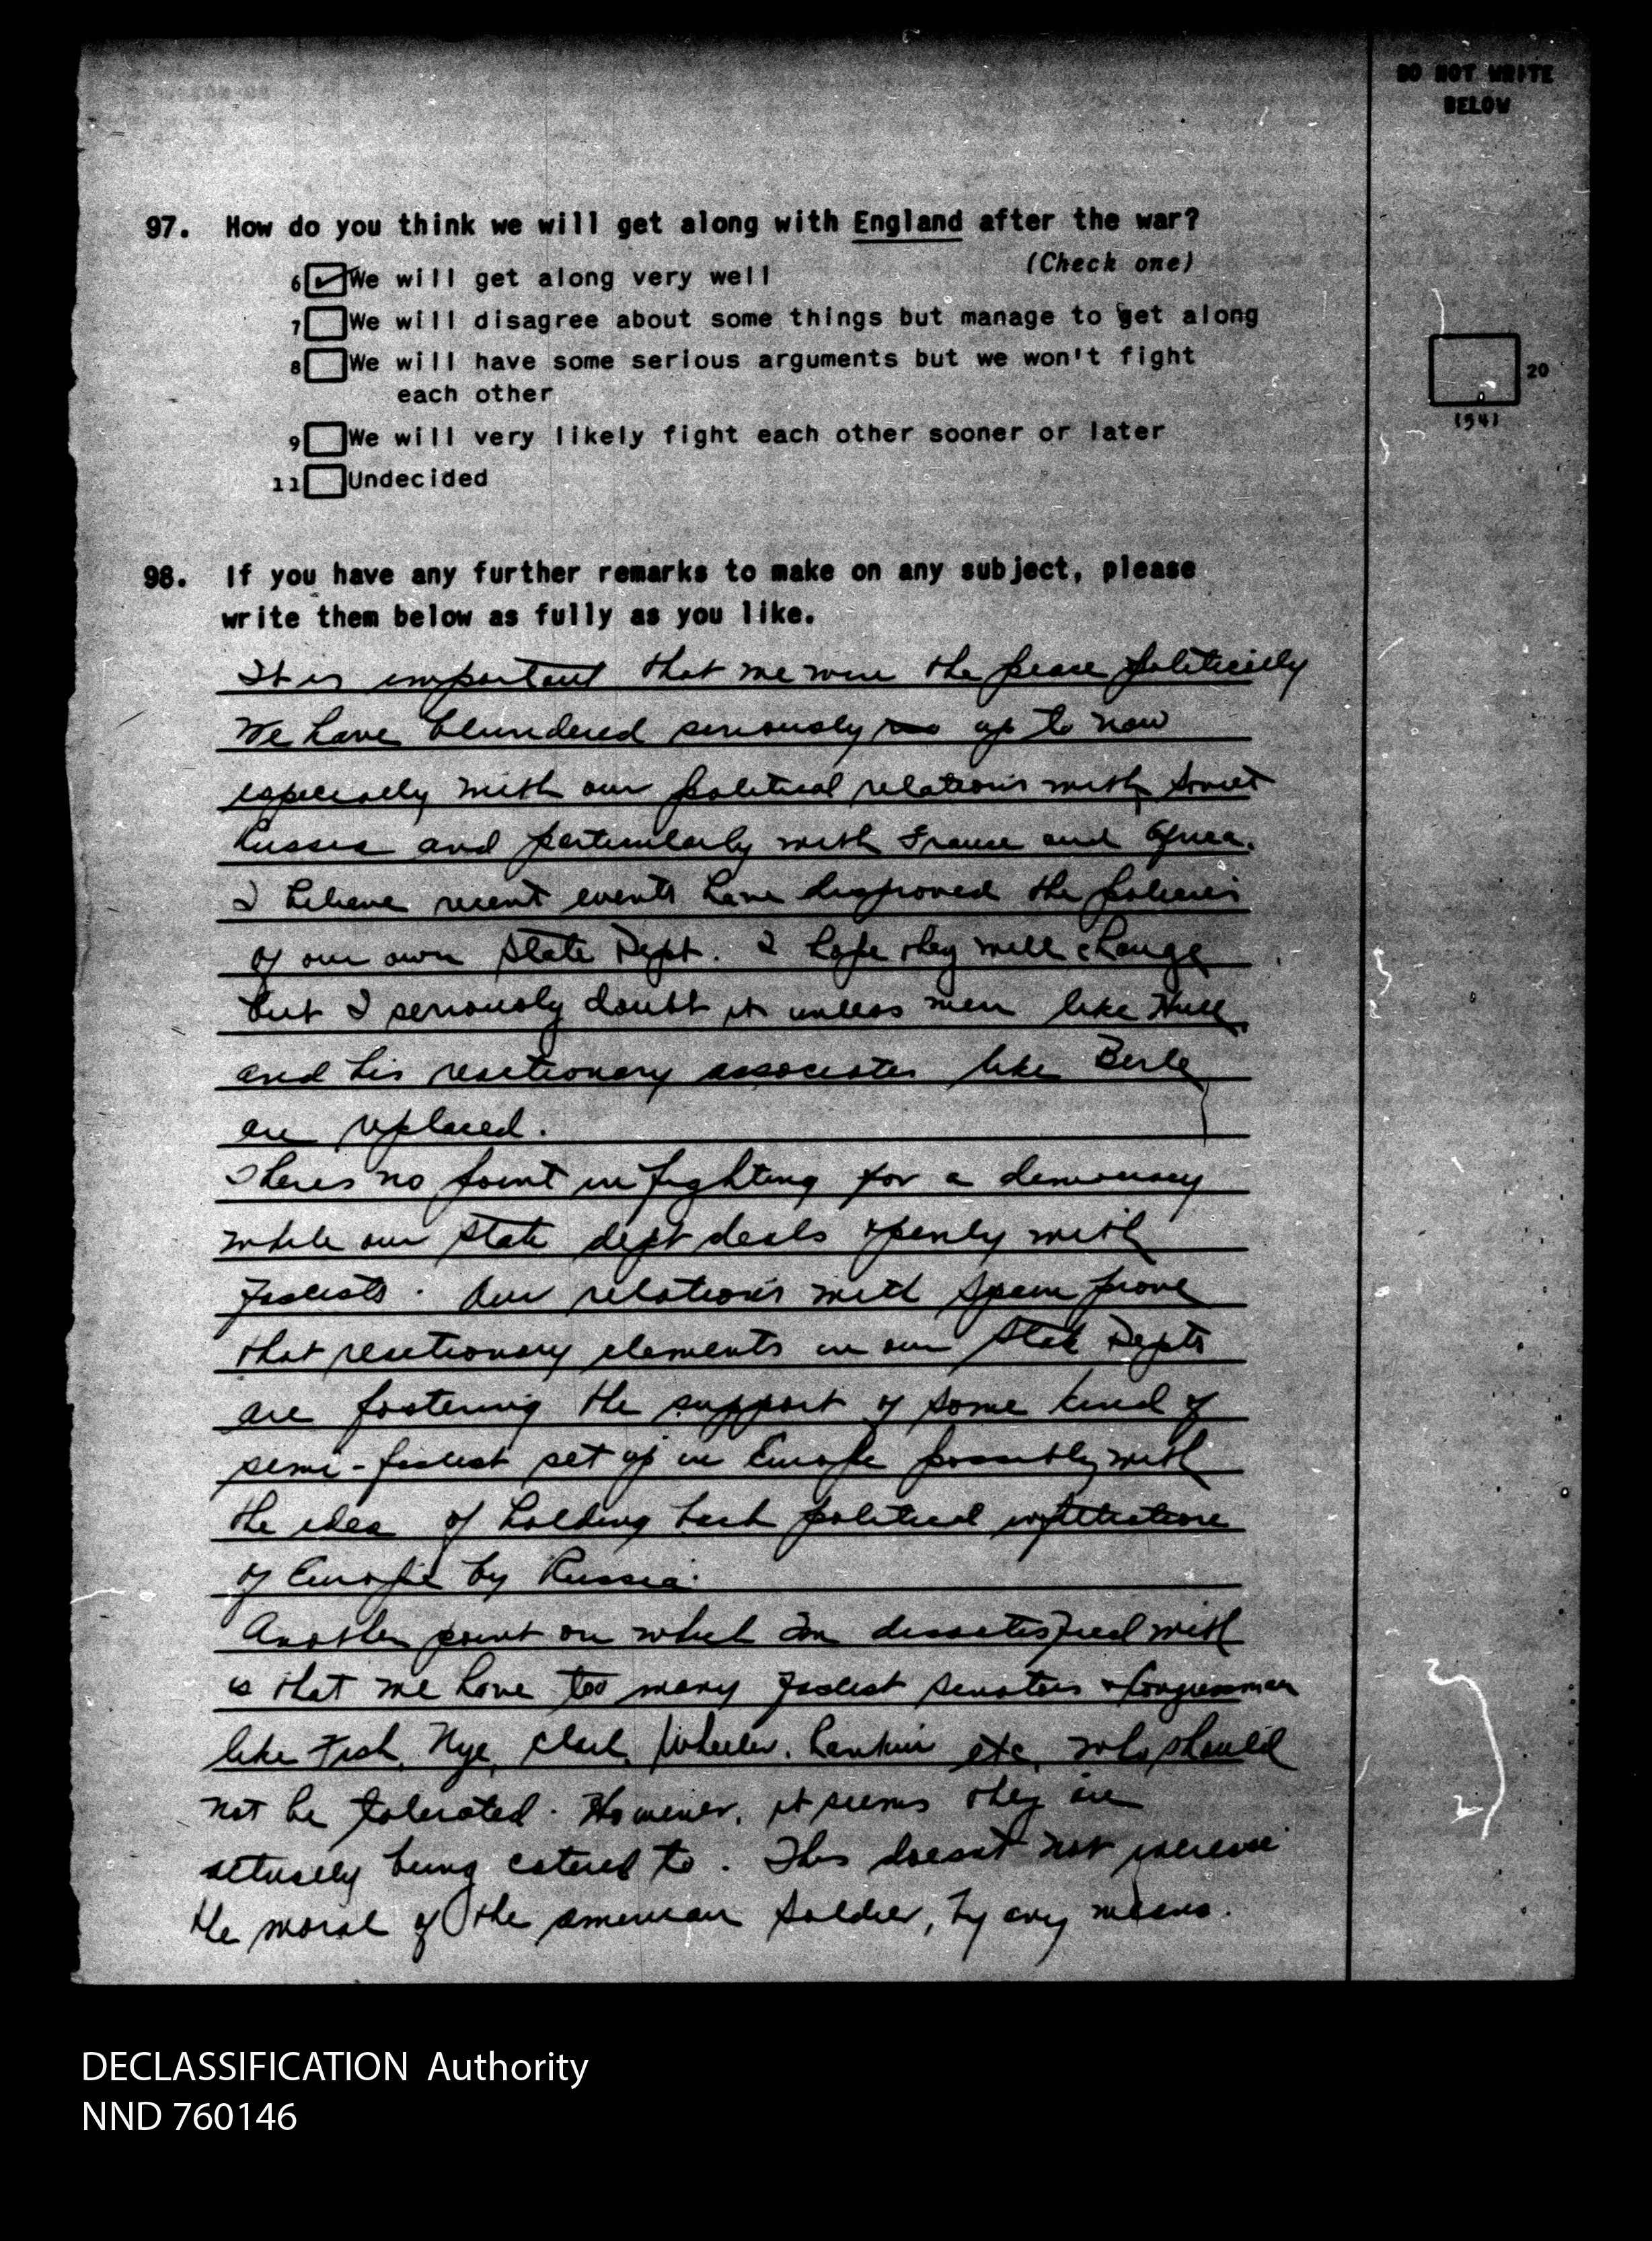 DO NOT WRITE
BELOW
97. How do you think we will get along with England after the war?
(Check one)
6 We will get along very well
7 We will disagree about some things but manage to get along
8 We will have some serious arguments but we won't fight
each other
9 We will very likely fight each other sooner or later
11 Undecided
20
(54)
98. If you have any further remarks to make on any subject, please
write them below as fully as you like.
It is important that we win the peace politically
We have blundered seriously up to now
especially with our political relations with Soviet
Russia and particularly with France and Africa.
I believe recent events have disproved the policies
of our own State Dept. I hope they will change
but I seriously doubt it unless men like Hull
and his reactionary associates like Berle
are replaced.
Theres no point in fighting for a democracy
while our state dept deals openly with
fascists. Our relations with Spain prove
that reactionary elements in our State Depts
are fostering the support of some kind of
semi-fascist set up in Europe possibly with
the idea of holding back political
of Europe by Russia.
Another point on which Im dissatisfied with
is that we have too many fascist senators & Congressman
like Fish, Nye, Clark, Wheeler, Rankin etc. who should
not be tolerated. However, it seems they are
actually being catered to. This doesnt not increase
the moral of the american soldier, by any means.
DECLASSIFICATION Authority
NND 760146